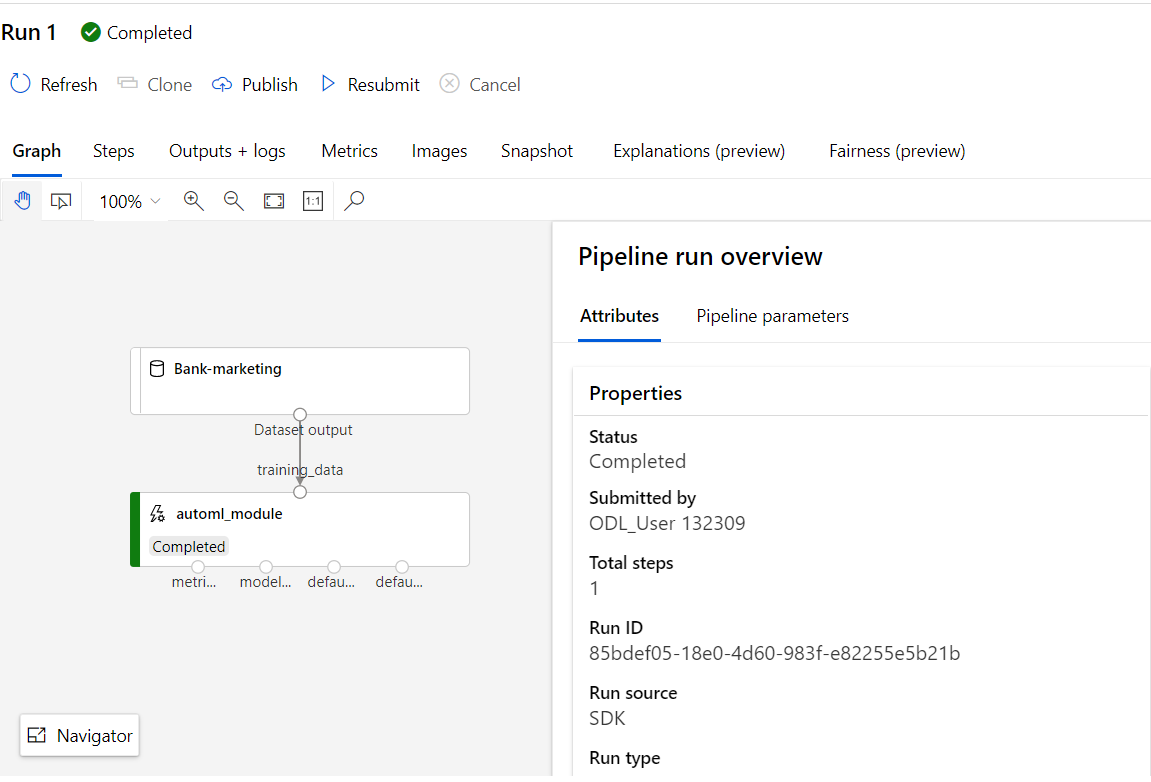 Run 1 Completed
Refresh Clone Publish Resubmit Cancel
Graph Steps Outputs + logs Metrics Images Snapshot Explanations (preview) Fairness (preview)
100% 1:1
Bank-marketing
Dataset output
training_data
automl_module
Completed
metri... model... defau... defau...
Navigator
Pipeline run overview
Attributes Pipeline parameters
Properties
Status
Completed
Submitted by
ODL_User 132309
Total steps
1
Run ID
85bdef05-18e0-4d60-983f-e82255e5b21b
Run source
SDK
Run type